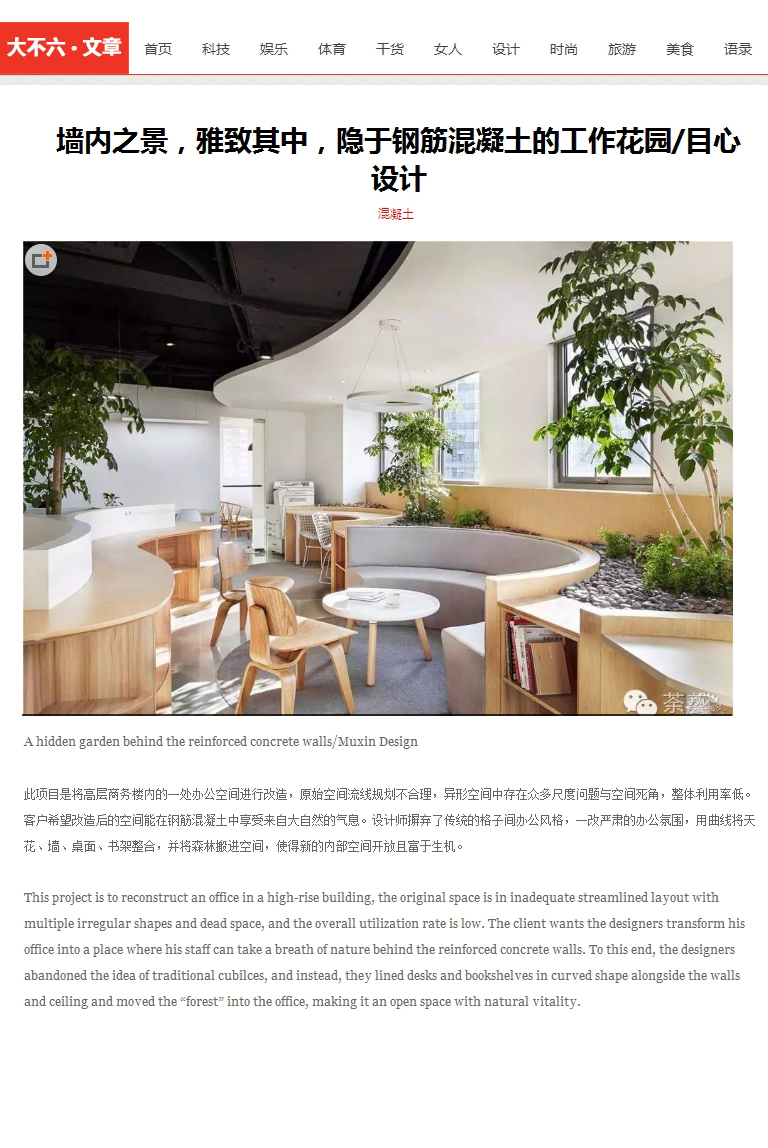 大不六·文章
首页 科技 娱乐 体育 干货 女人 设计 时尚 旅游 美食 语录
墙内之景，雅致其中，隐于钢筋混凝土的工作花园/目心
设计
混凝土
A hidden garden behind the reinforced concrete walls/Muxin Design
此项目是将高层商务楼内的一处办公空间进行改造，原始空间流线规划不合理，异形空间中存在众多尺度问题与空间死角，整体利用率低。
客户希望改造后的空间能在钢筋混凝土中享受来自大自然的气息。设计师摒弃了传统的格子间办公风格，一改严肃的办公氛围，用曲线将天
花、墙、桌面、书架整合，并将森林搬进空间，使得新的内部空间开放且富于生机。
This project is to reconstruct an office in a high-rise building, the original space is in inadequate streamlined layout with
multiple irregular shapes and dead space, and the overall utilization rate is low. The client wants the designers transform his
office into a place where his staff can take a breath of nature behind the reinforced concrete walls. To this end, the designers
abandoned the idea of traditional cubilces, and instead, they lined desks and bookshelves in curved shape alongside the walls
and ceiling and moved the “forest” into the office, making it an open space with natural vitality.